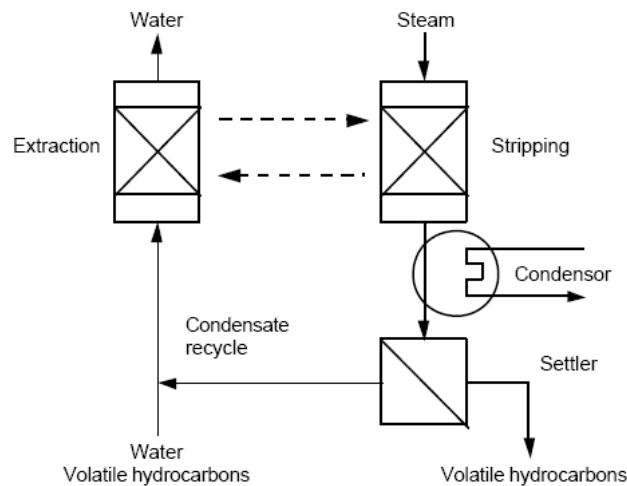 Water
Steam
Extraction
Stripping
Condensor
Condensate
recycle
Settler
Water
Volatile hydrocarbons
Volatile hydrocarbons